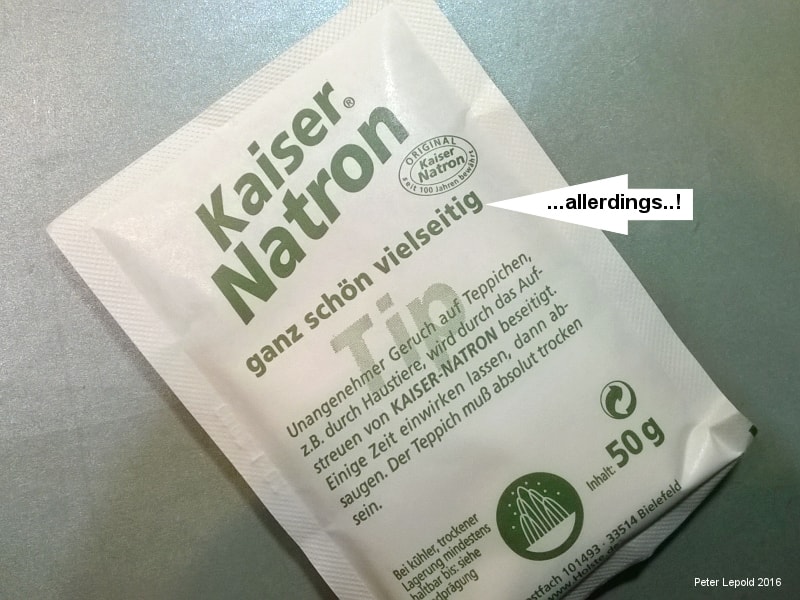 Kaiser
Natron®
ORIGINAL
Kaiser
Natron
seit 100 Jahren bewährt
ganz schön vielseitig
...allerdings..!
Tip
Unangenehmer Geruch auf Teppichen,
z.B. durch Haustiere, wird durch das Auf-
streuen von KAISER-NATRON beseitigt.
Einige Zeit einwirken lassen, dann ab-
saugen. Der Teppich muß absolut trocken
sein.
Inhalt: 50 g
Bei kühler, trockener
Lagerung mindestens
haltbar bis: siehe
ostfach 101493 · 33514 Bielefeld
Peter Lepold 2016